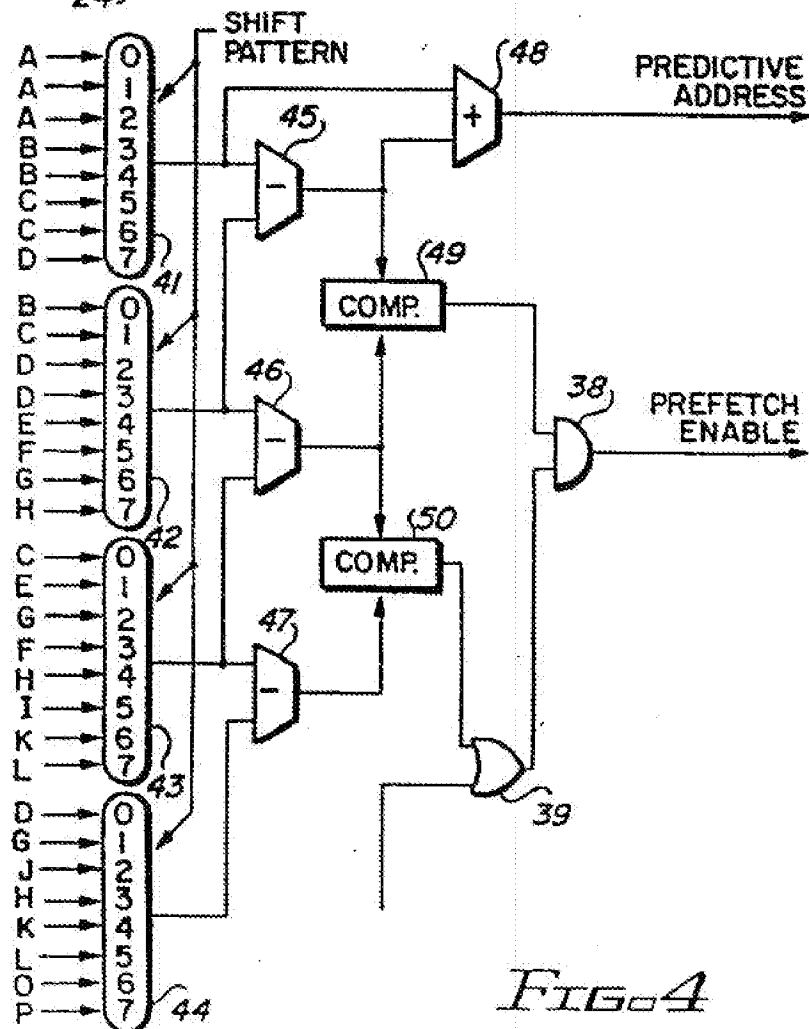 24
SHIFT
PATTERN
48
PREDICTIVE
ADDRESS
A 0
A 1
A 2
B 3
B 4
C 5
C 6
D 7
41
45
+
−
49
COMP.
B 0
C 1
D 2
D 3
E 4
F 5
G 6
H 7
42
46
−
38
PREFETCH
ENABLE
50
COMP.
C 0
E 1
G 2
F 3
H 4
I 5
K 6
L 7
43
47
−
39
D 0
G 1
J 2
H 3
K 4
L 5
O 6
P 7
44
FIG. 4